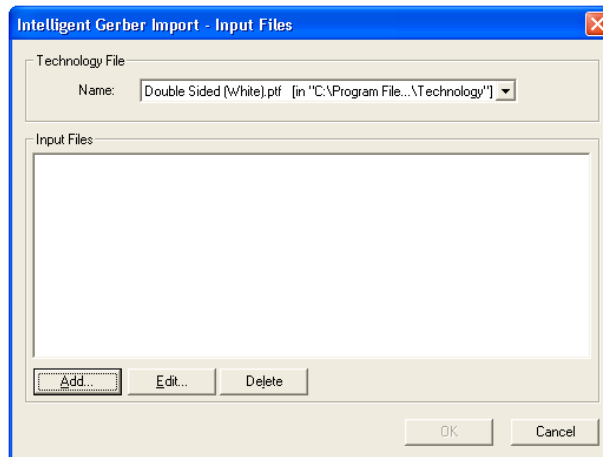 Intelligent Gerber Import - Input Files
Technology File
Name: Double Sided (White).ptf [in "C:\Program File...\Technology"]
Input Files
Add... Edit... Delete
OK Cancel